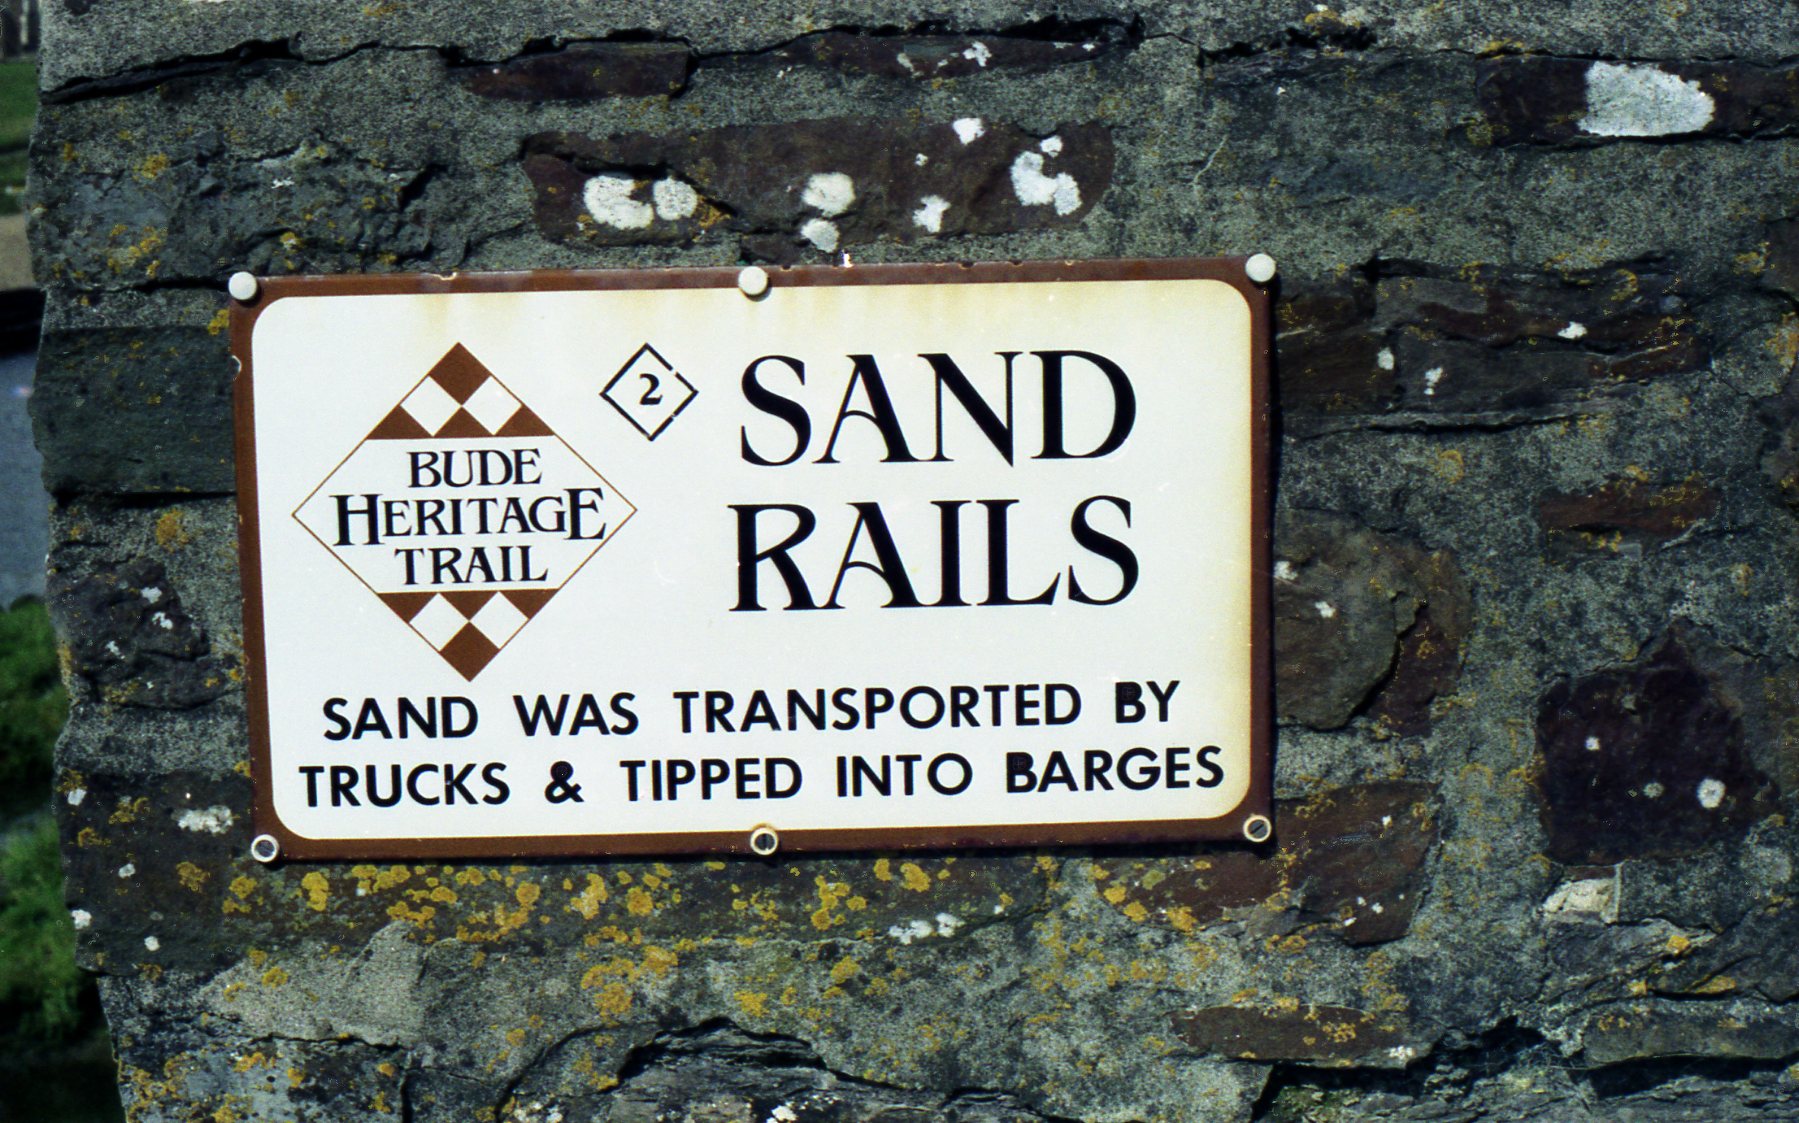 BUDE
HERITAGE
TRAIL
2
SAND
RAILS
SAND WAS TRANSPORTED BY
TRUCKS & TIPPED INTO BARGES